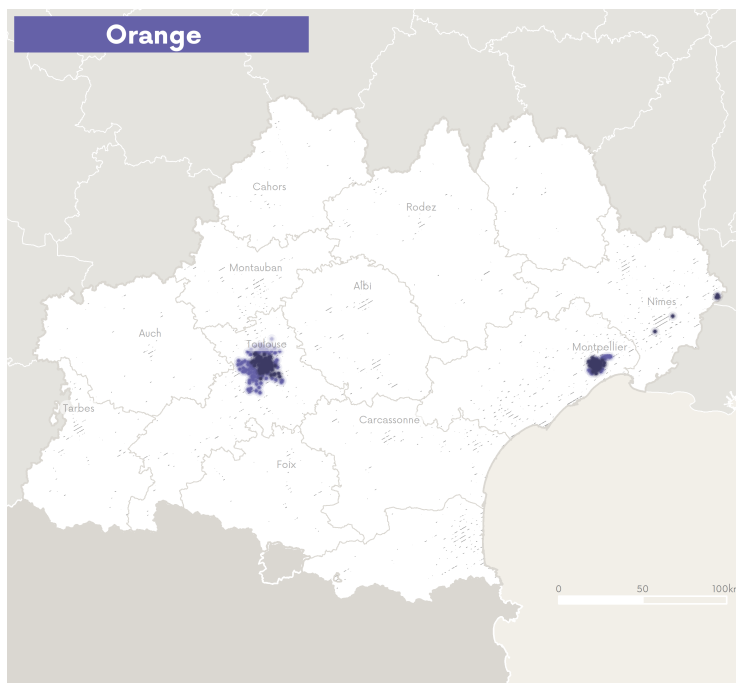 Orange
Cahors
Rodez
Montauban
Albi
Nîmes
Auch
Toulouse
Montpellier
Tarbes
Carcassonne
Foix
0 50 100km